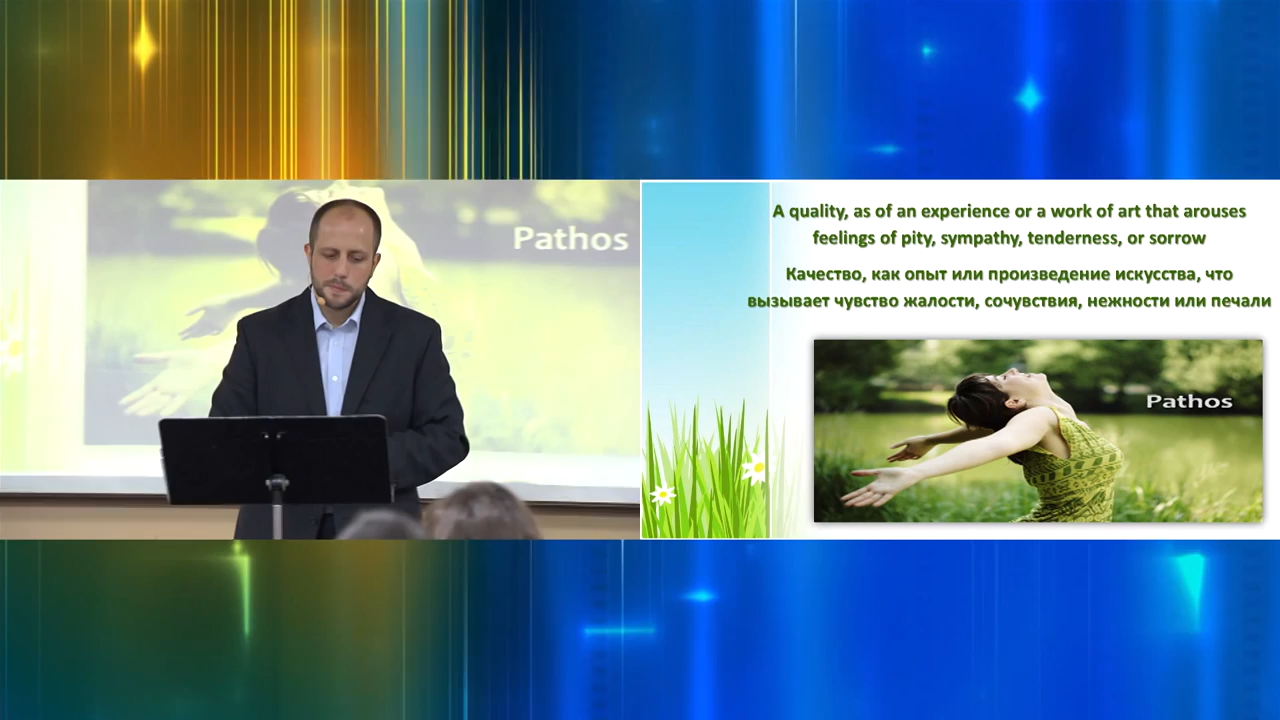 Pathos
A quality, as of an experience or a work of art that arouses
feelings of pity, sympathy, tenderness, or sorrow
Качество, как опыт или произведение искусства, что
вызывает чувство жалости, сочувствия, нежности или печали
Pathos